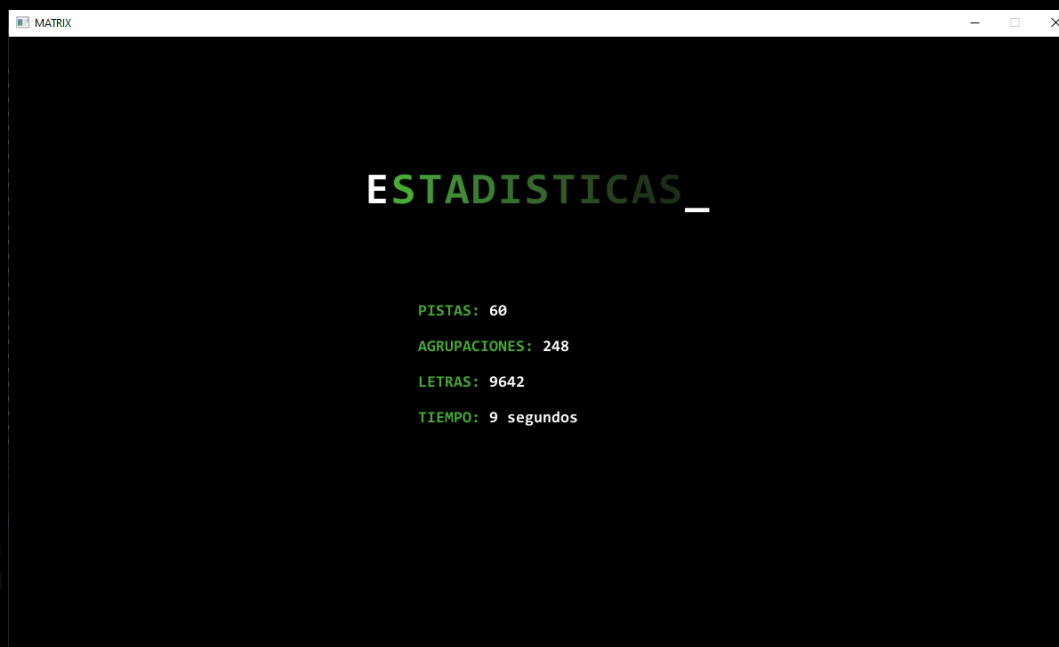 MATRIX
ESTADISTICAS_
PISTAS: 60
AGRUPACIONES: 248
LETRAS: 9642
TIEMPO: 9 segundos